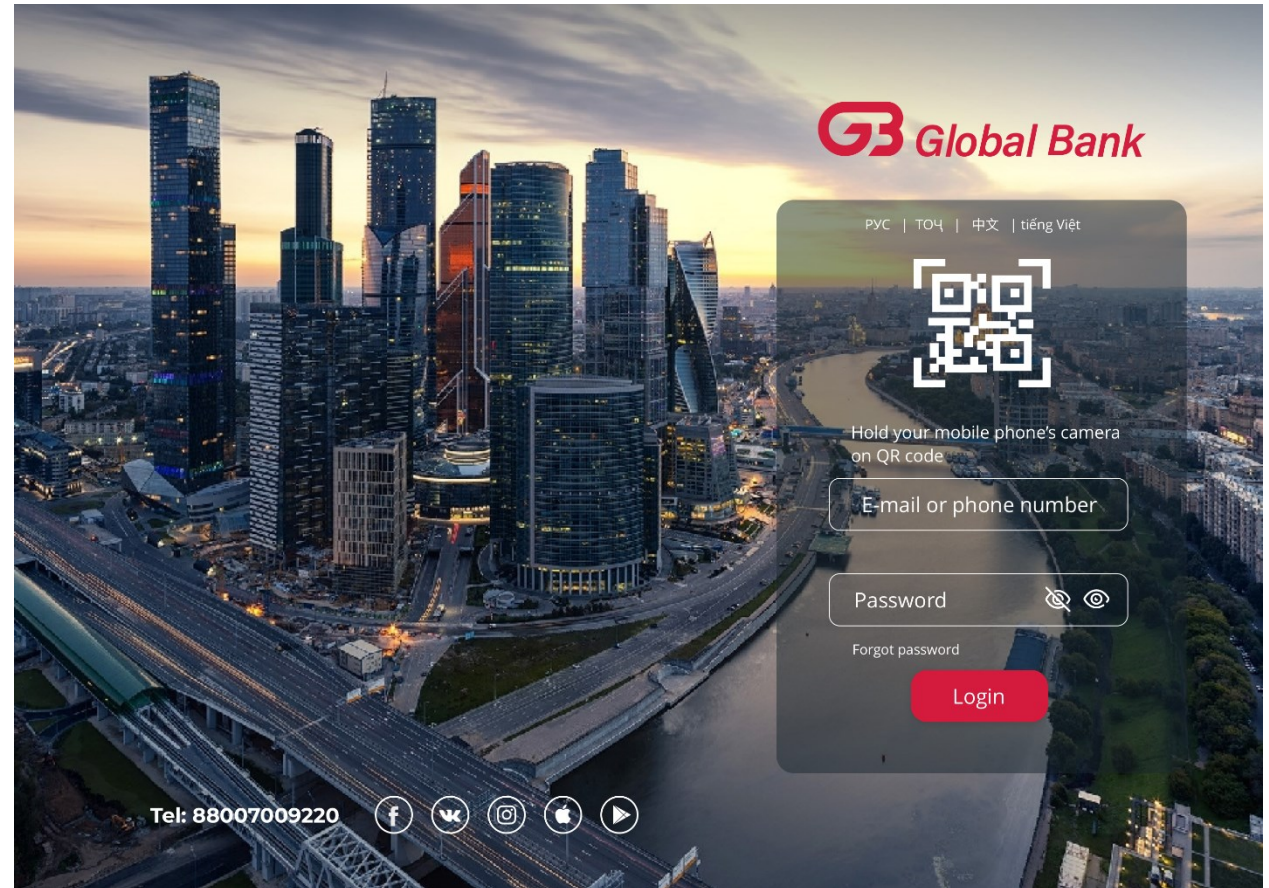 GB Global Bank
РУС | ТОҶ | 中文 | tiếng Việt
Hold your mobile phone's camera
on QR code
E-mail or phone number
Password
Forgot password
Login
Tel: 88007009220